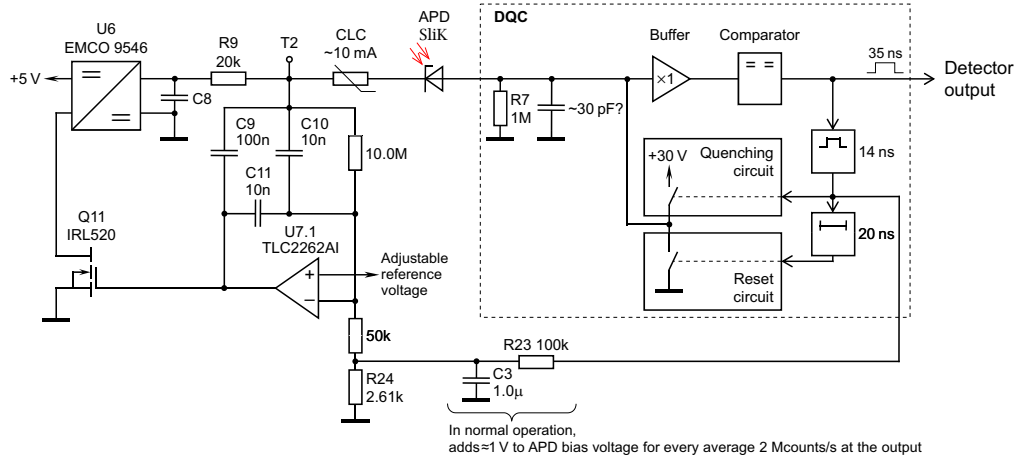 U6
EMCO 9546
+5 V
R9
20k
T2
CLC
~10 mA
APD
SliK
C8
C9
100n
C10
10n
10.0M
C11
10n
Q11
IRL520
U7.1
TLC2262AI
+
−
Adjustable
reference
voltage
50k
R24
2.61k
C3
1.0μ
R23 100k
DQC
Buffer
×1
Comparator
R7
1M
~30 pF?
35 ns
Detector
output
14 ns
+30 V
Quenching
circuit
20 ns
Reset
circuit
In normal operation,
adds≈1 V to APD bias voltage for every average 2 Mcounts/s at the output